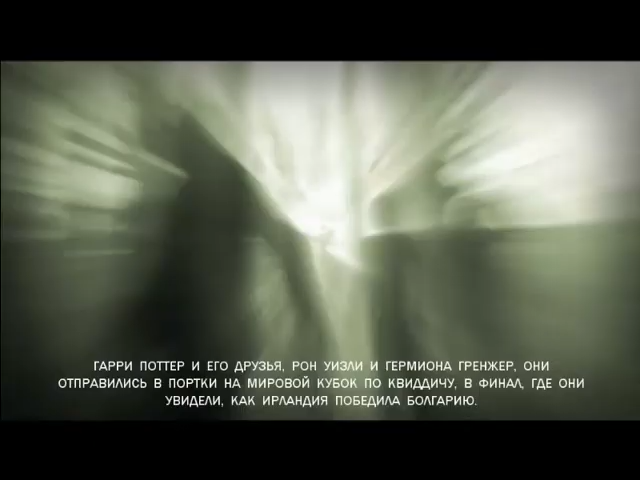 ГАРРИ ПОТТЕР И ЕГО ДРУЗЬЯ, РОН УИЗЛИ И ГЕРМИОНА ГРЕНЖЕР, ОНИ
ОТПРАВИЛИСЬ В ПОРТКИ НА МИРОВОЙ КУБОК ПО КВИДДИЧУ, В ФИНАЛ, ГДЕ ОНИ
УВИДЕЛИ, КАК ИРЛАНДИЯ ПОБЕДИЛА БОЛГАРИЮ.